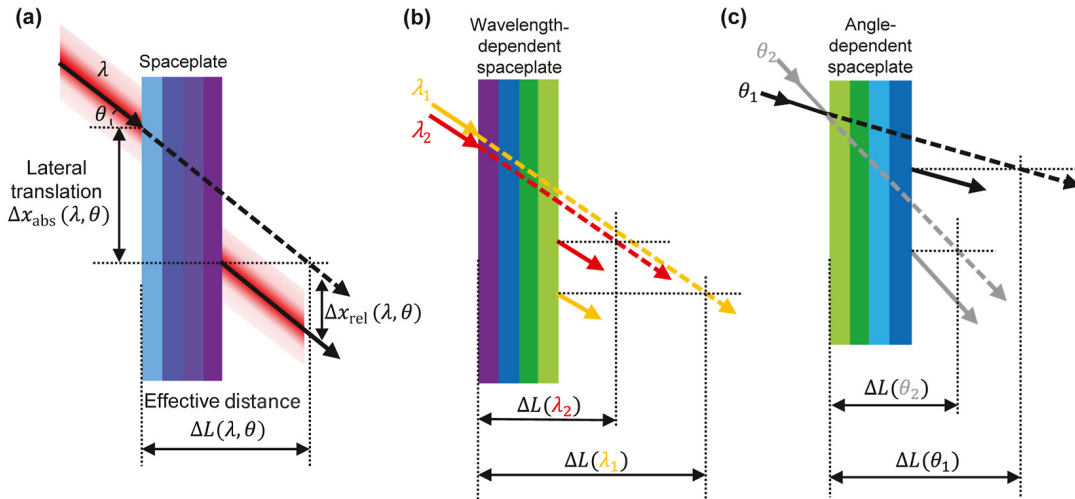 (a)
Spaceplate
λ
θ
Lateral
translation
Δx_abs(λ, θ)
Δx_rel(λ, θ)
Effective distance
ΔL(λ, θ)
(b)
Wavelength-
dependent
spaceplate
λ₁
λ₂
ΔL(λ₂)
ΔL(λ₁)
(c)
Angle-
dependent
spaceplate
θ₂
θ₁
ΔL(θ₂)
ΔL(θ₁)